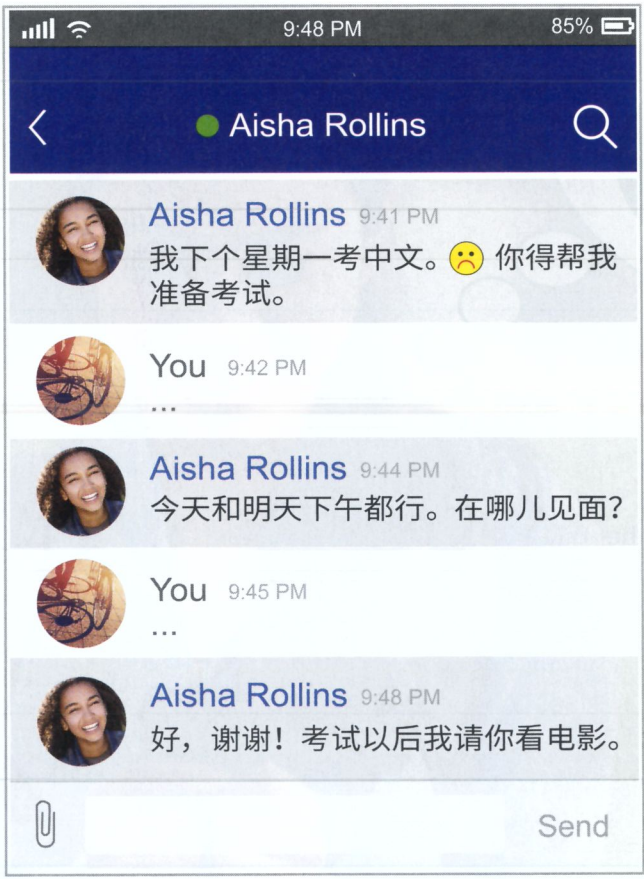 9:48 PM
85%
Aisha Rollins
Aisha Rollins 9:41 PM
我下个星期一考中文。☹ 你得帮我
准备考试。
You 9:42 PM
...
Aisha Rollins 9:44 PM
今天和明天下午都行。在哪儿见面?
You 9:45 PM
...
Aisha Rollins 9:48 PM
好，谢谢！考试以后我请你看电影。
Send